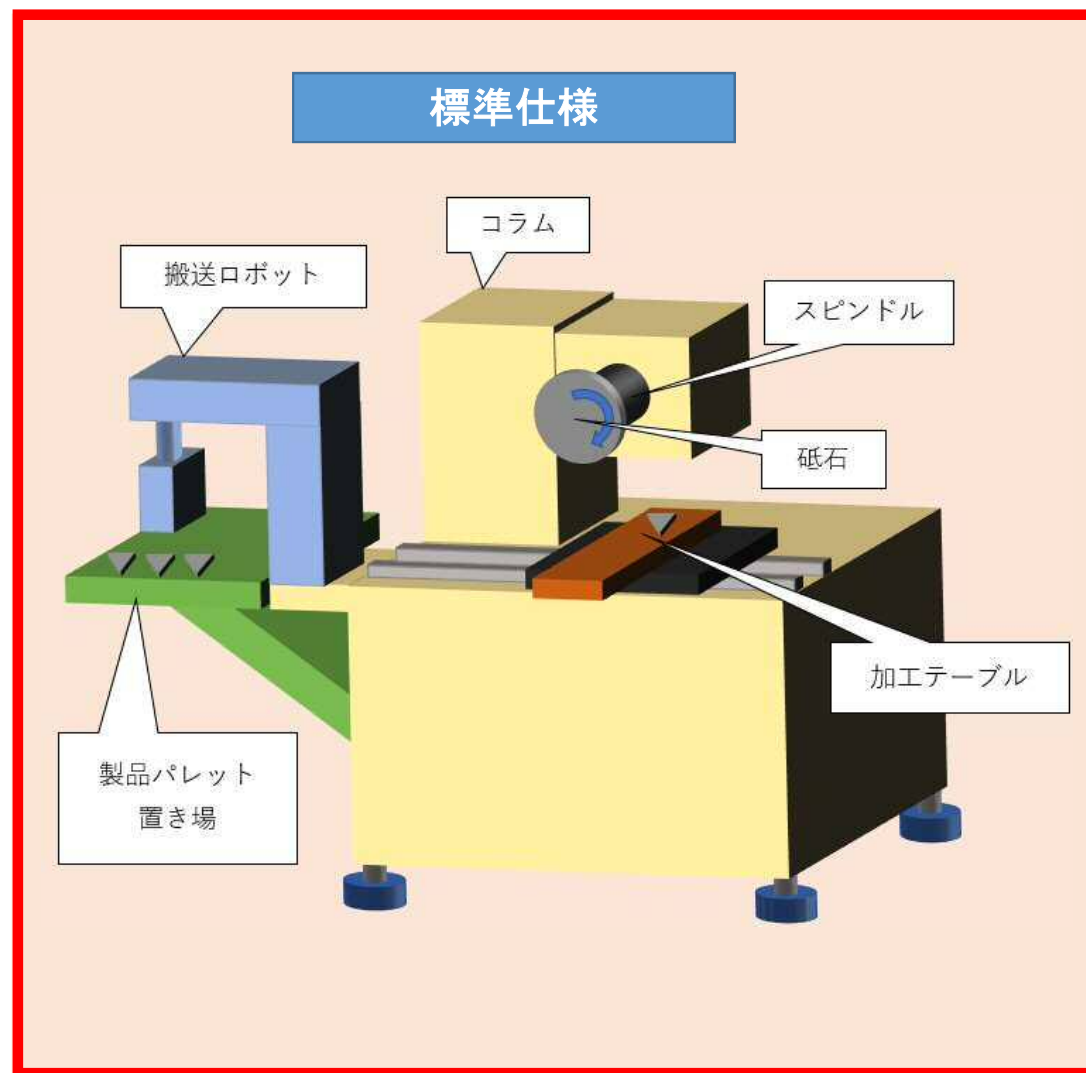 標準仕様
コラム
搬送ロボット
スピンドル
砥石
加工テーブル
製品パレット
置き場